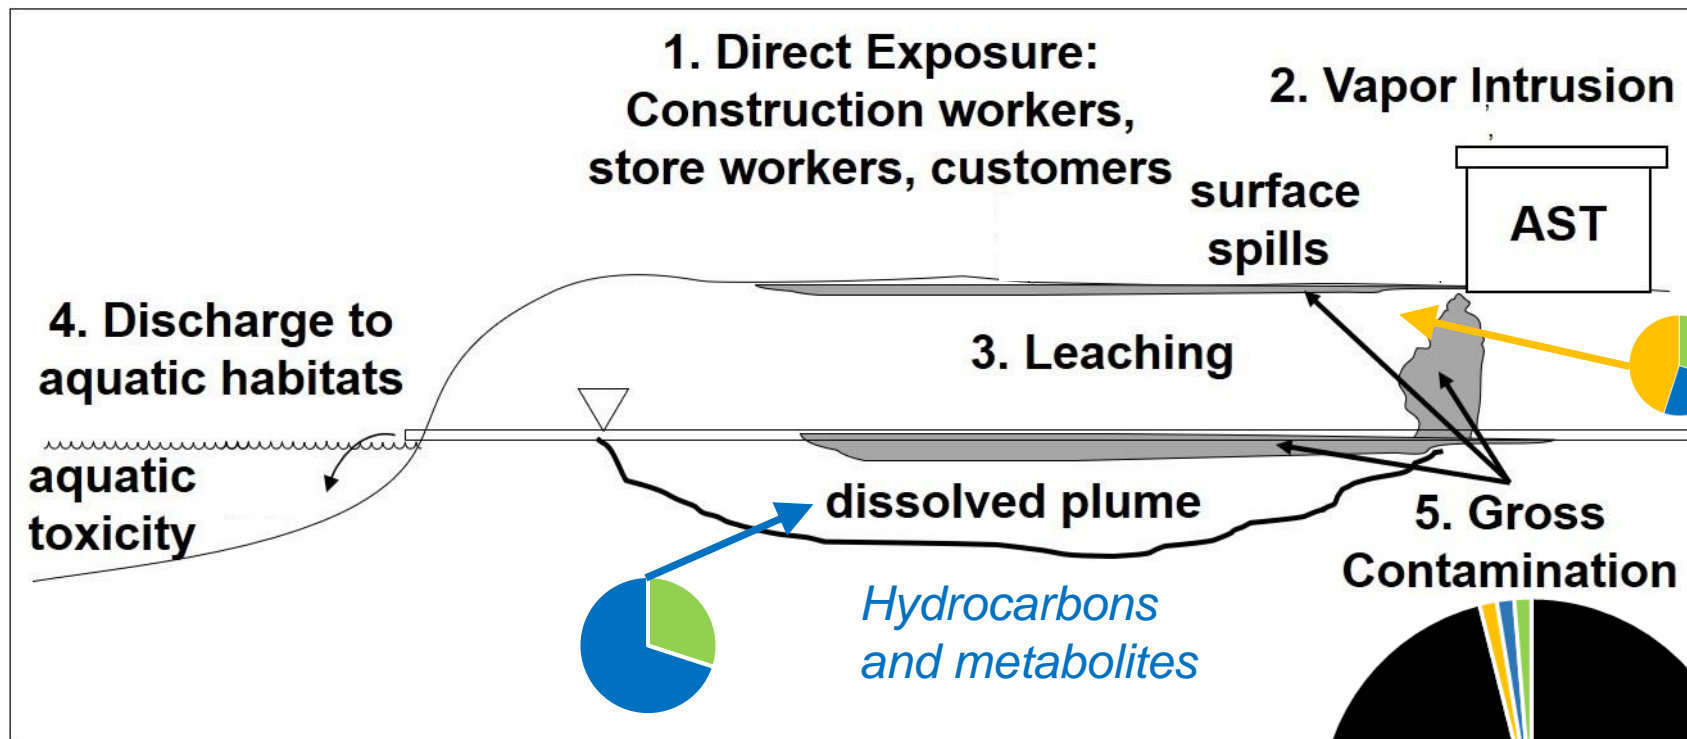 1. Direct Exposure:
Construction workers,
store workers, customers
2. Vapor Intrusion
surface
spills
AST
4. Discharge to
aquatic habitats
3. Leaching
aquatic
toxicity
dissolved plume
5. Gross
Contamination
Hydrocarbons
and metabolites